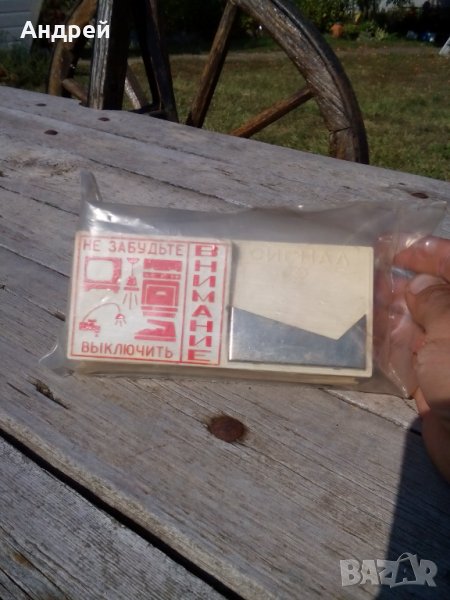 Андрей
НЕ ЗАБУДЬТЕ
ВНИМАНИЕ
ВЫКЛЮЧИТЬ
СИГНАЛ
BAZAR